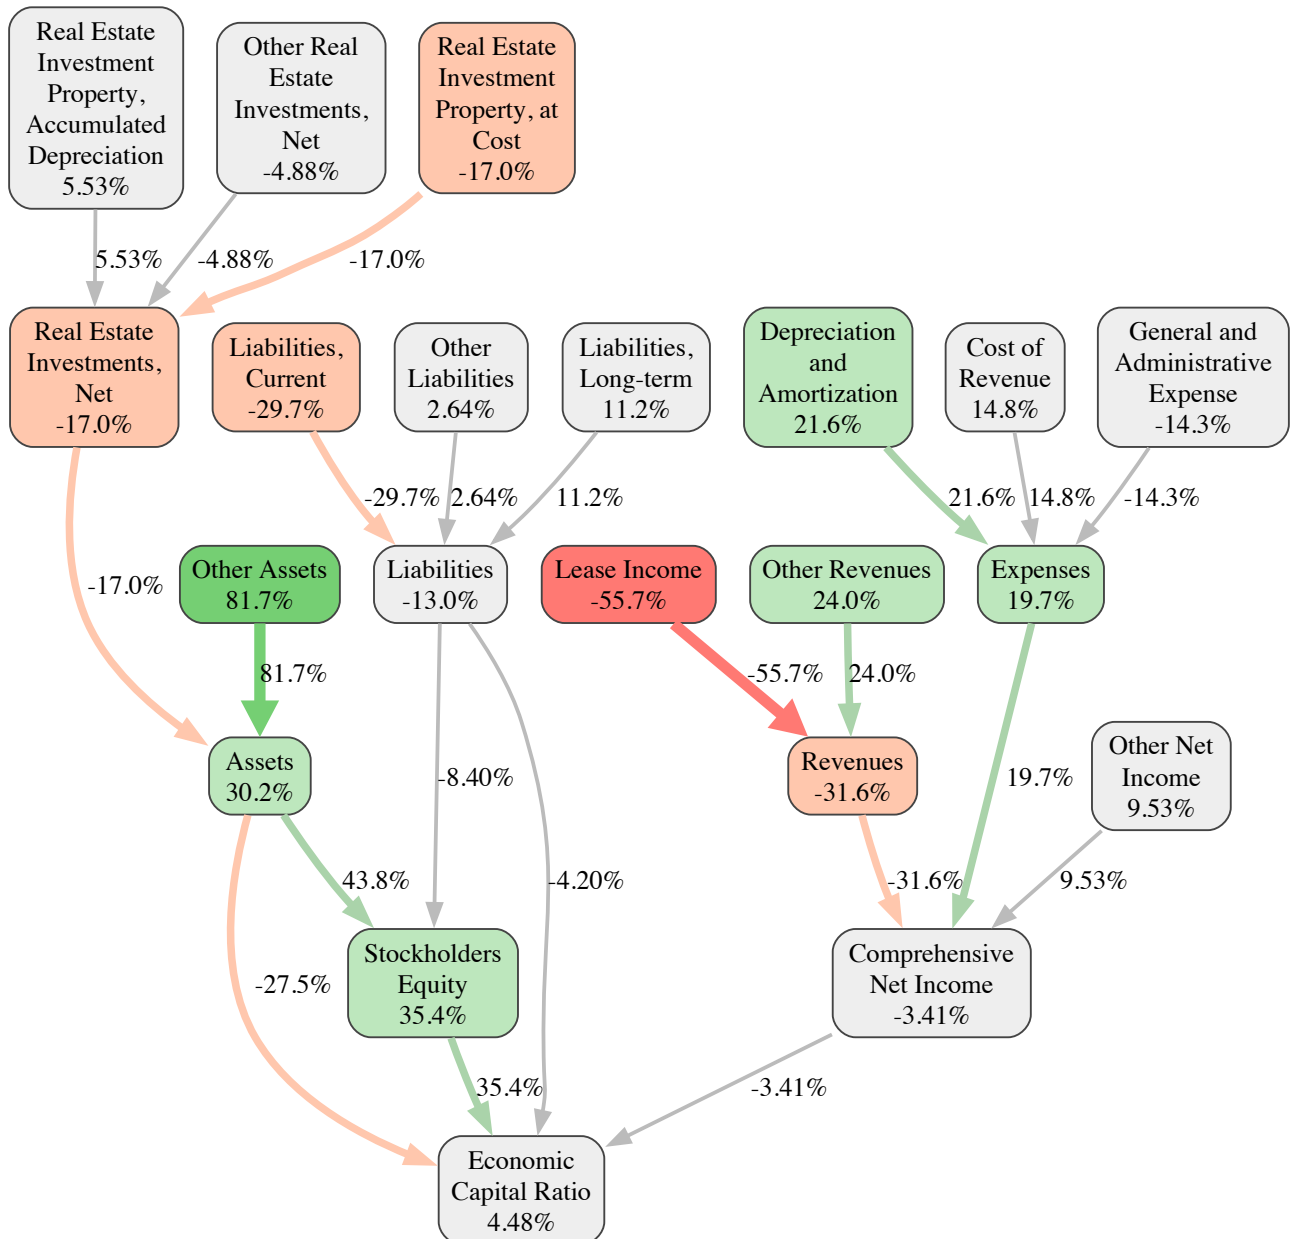 Real Estate
Investment
Property,
Accumulated
Depreciation
5.53%
Other Real
Estate
Investments,
Net
-4.88%
Real Estate
Investment
Property, at
Cost
-17.0%
5.53%
-4.88%
-17.0%
Real Estate
Investments,
Net
-17.0%
Liabilities,
Current
-29.7%
Other
Liabilities
2.64%
Liabilities,
Long-term
11.2%
Depreciation
and
Amortization
21.6%
Cost of
Revenue
14.8%
General and
Administrative
Expense
-14.3%
-29.7%
2.64%
11.2%
21.6%
14.8%
-14.3%
-17.0%
Other Assets
81.7%
Liabilities
-13.0%
Lease Income
-55.7%
Other Revenues
24.0%
Expenses
19.7%
81.7%
-55.7%
24.0%
Assets
30.2%
-8.40%
Revenues
-31.6%
19.7%
Other Net
Income
9.53%
43.8%
-4.20%
-31.6%
9.53%
-27.5%
Stockholders
Equity
35.4%
Comprehensive
Net Income
-3.41%
35.4%
-3.41%
Economic
Capital Ratio
4.48%